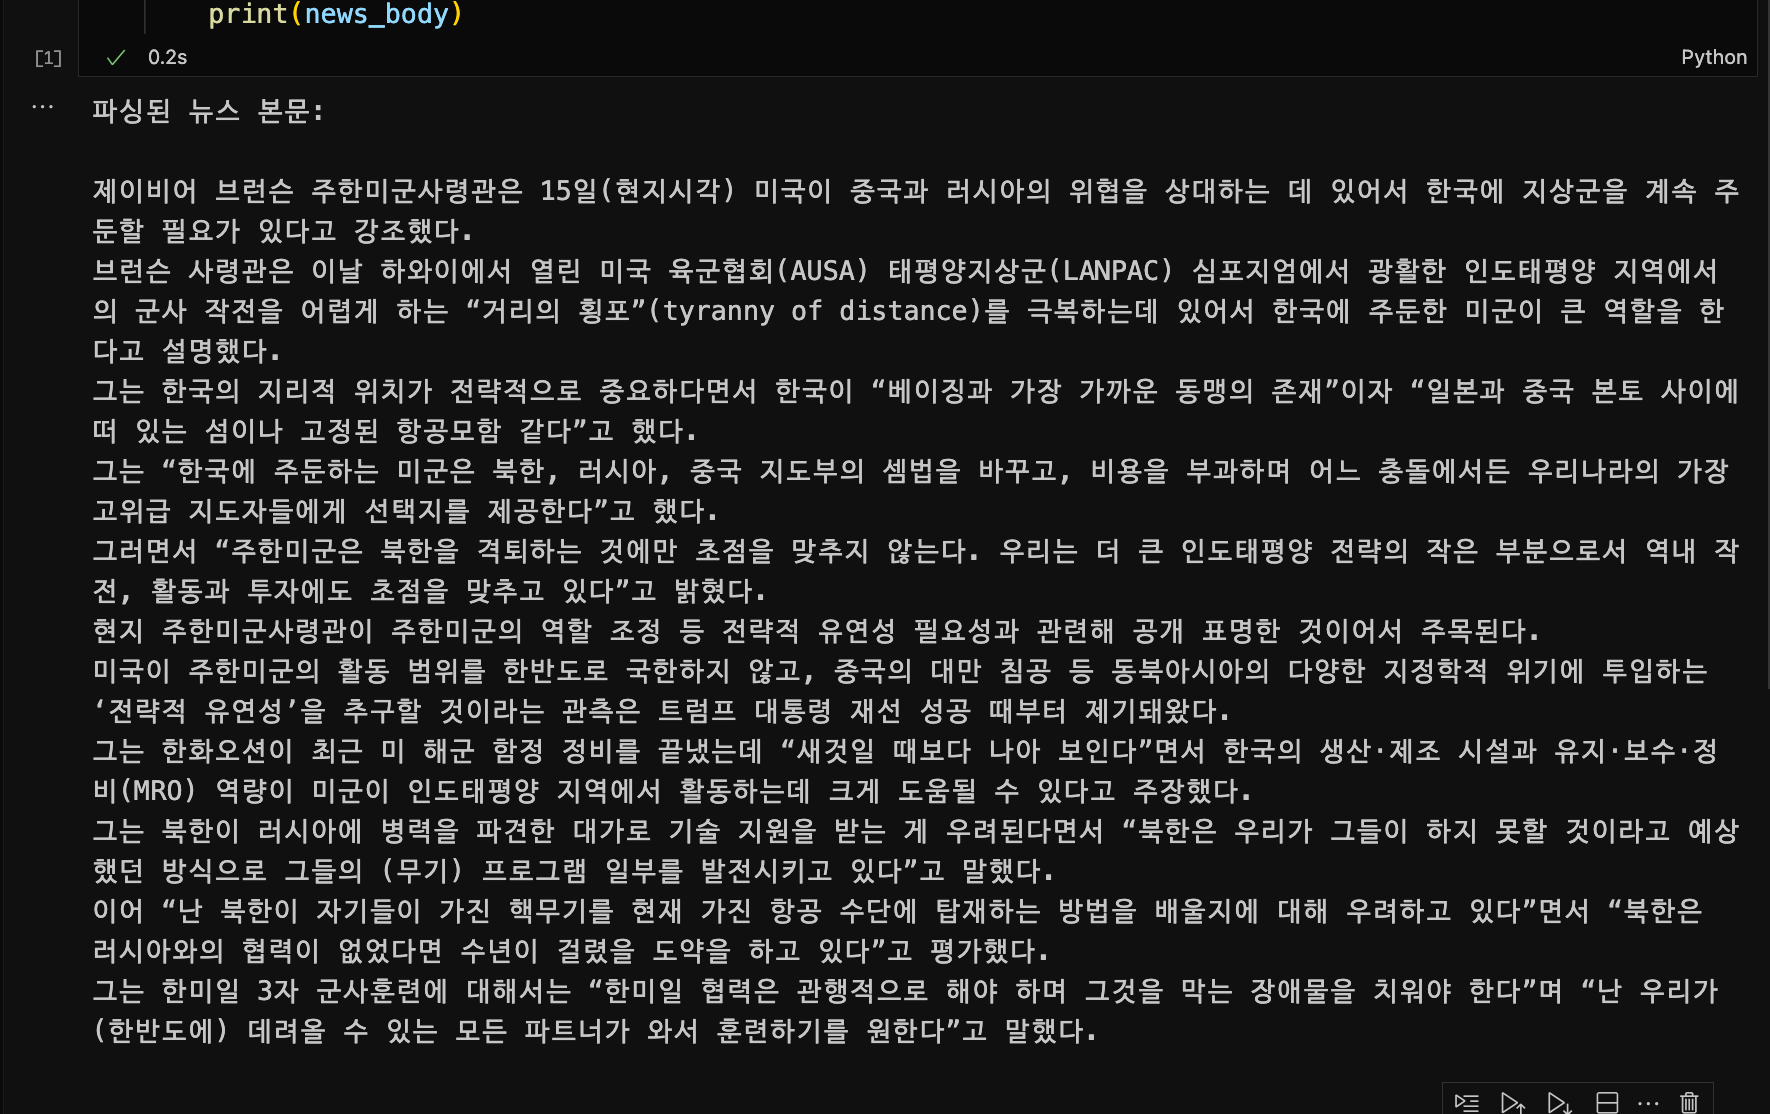 print(news_body)
[1]
0.2s
Python
...
파싱된 뉴스 본문:
제이비어 브런슨 주한미군사령관은 15일(현지시각) 미국이 중국과 러시아의 위협을 상대하는 데 있어서 한국에 지상군을 계속 주
둔할 필요가 있다고 강조했다.
브런슨 사령관은 이날 하와이에서 열린 미국 육군협회(AUSA) 태평양지상군(LANPAC) 심포지엄에서 광활한 인도태평양 지역에서
의 군사 작전을 어렵게 하는 “거리의 횡포”(tyranny of distance)를 극복하는데 있어서 한국에 주둔한 미군이 큰 역할을 한
다고 설명했다.
그는 한국의 지리적 위치가 전략적으로 중요하다면서 한국이 “베이징과 가장 가까운 동맹의 존재”이자 “일본과 중국 본토 사이에
떠 있는 섬이나 고정된 항공모함 같다”고 했다.
그는 “한국에 주둔하는 미군은 북한, 러시아, 중국 지도부의 셈법을 바꾸고, 비용을 부과하며 어느 충돌에서든 우리나라의 가장
고위급 지도자들에게 선택지를 제공한다”고 했다.
그러면서 “주한미군은 북한을 격퇴하는 것에만 초점을 맞추지 않는다. 우리는 더 큰 인도태평양 전략의 작은 부분으로서 역내 작
전, 활동과 투자에도 초점을 맞추고 있다”고 밝혔다.
현지 주한미군사령관이 주한미군의 역할 조정 등 전략적 유연성 필요성과 관련해 공개 표명한 것이어서 주목된다.
미국이 주한미군의 활동 범위를 한반도로 국한하지 않고, 중국의 대만 침공 등 동북아시아의 다양한 지정학적 위기에 투입하는
‘전략적 유연성’을 추구할 것이라는 관측은 트럼프 대통령 재선 성공 때부터 제기돼왔다.
그는 한화오션이 최근 미 해군 함정 정비를 끝냈는데 “새것일 때보다 나아 보인다”면서 한국의 생산·제조 시설과 유지·보수·정
비(MRO) 역량이 미군이 인도태평양 지역에서 활동하는데 크게 도움될 수 있다고 주장했다.
그는 북한이 러시아에 병력을 파견한 대가로 기술 지원을 받는 게 우려된다면서 “북한은 우리가 그들이 하지 못할 것이라고 예상
했던 방식으로 그들의 (무기) 프로그램 일부를 발전시키고 있다”고 말했다.
이어 “난 북한이 자기들이 가진 핵무기를 현재 가진 항공 수단에 탑재하는 방법을 배울지에 대해 우려하고 있다”면서 “북한은
러시아와의 협력이 없었다면 수년이 걸렸을 도약을 하고 있다”고 평가했다.
그는 한미일 3자 군사훈련에 대해서는 “한미일 협력은 관행적으로 해야 하며 그것을 막는 장애물을 치워야 한다”며 “난 우리가
(한반도에) 데려올 수 있는 모든 파트너가 와서 훈련하기를 원한다”고 말했다.